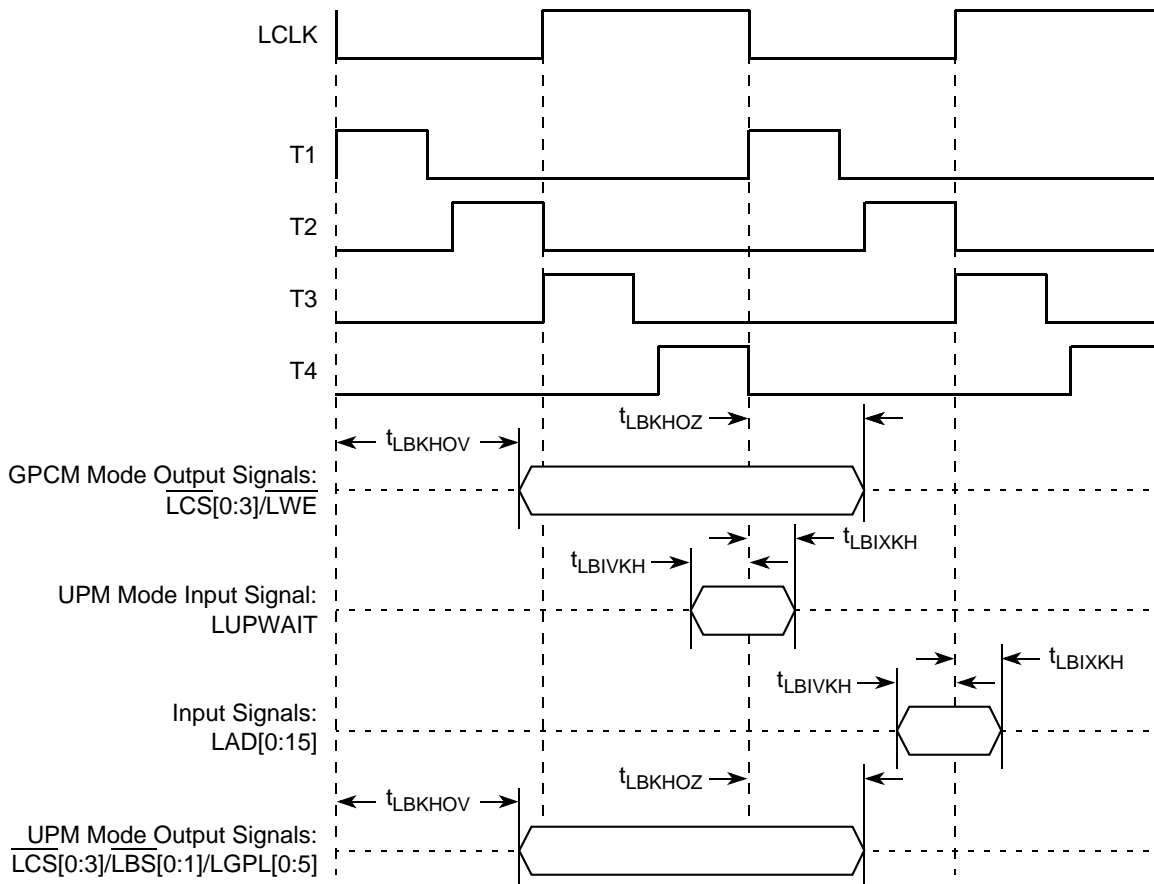 LCLK
T1
T2
T3
T4
tLBKHOZ
tLBKHOV
GPCM Mode Output Signals:
LCS[0:3]/LWE
tLBIXKH
tLBIVKH
UPM Mode Input Signal:
LUPWAIT
tLBIXKH
tLBIVKH
Input Signals:
LAD[0:15]
tLBKHOZ
tLBKHOV
UPM Mode Output Signals:
LCS[0:3]/LBS[0:1]/LGPL[0:5]